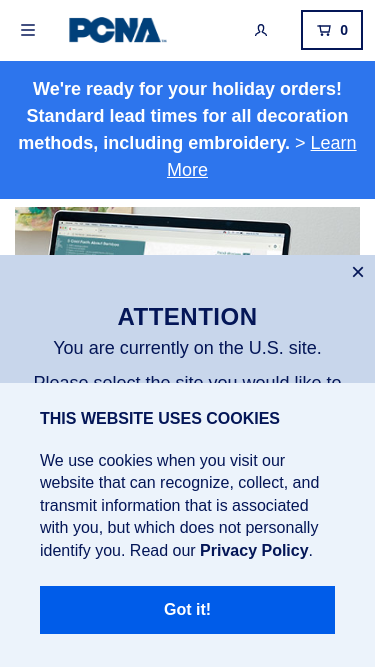 PCNA
0
We're ready for your holiday orders!
Standard lead times for all decoration
methods, including embroidery. > Learn
More
ATTENTION
You are currently on the U.S. site.
Please select the site you would like to
THIS WEBSITE USES COOKIES
We use cookies when you visit our
website that can recognize, collect, and
transmit information that is associated
with you, but which does not personally
identify you. Read our Privacy Policy.
Got it!